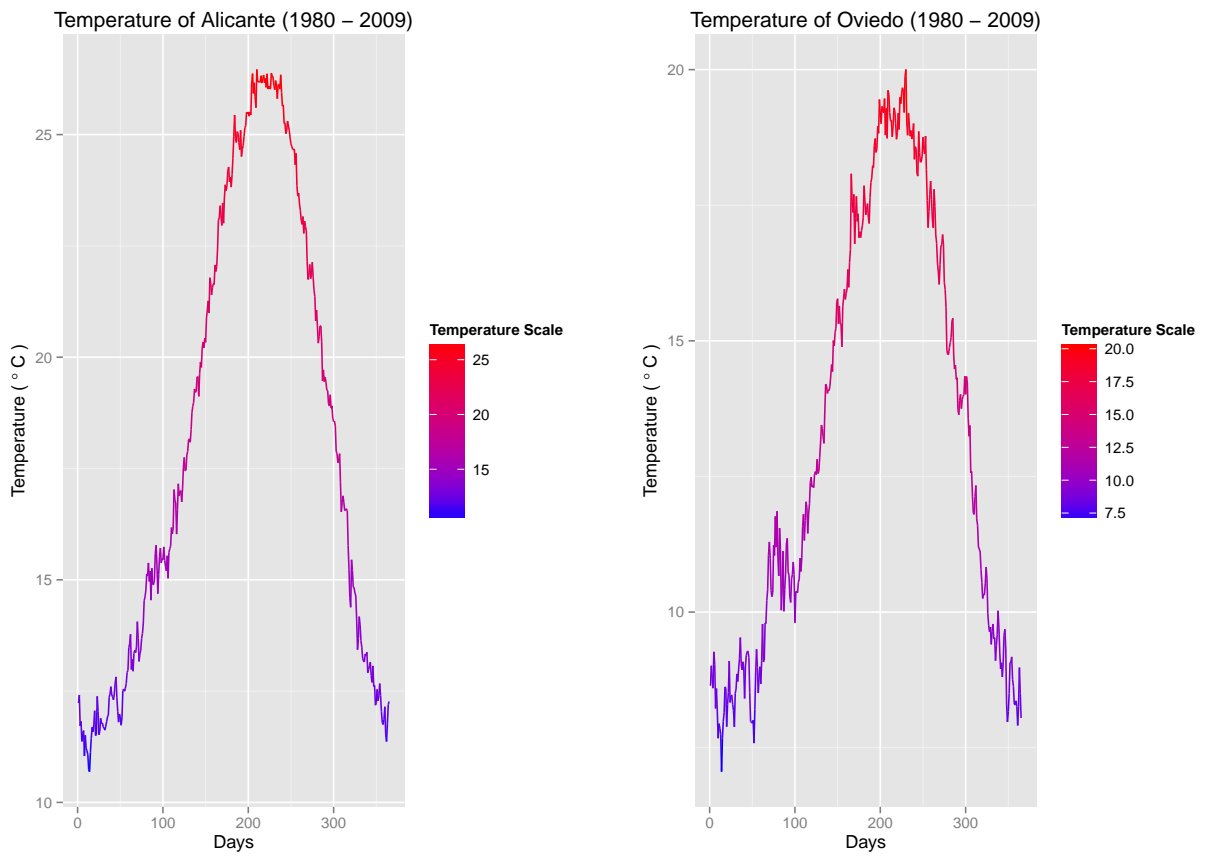 Temperature of Alicante (1980 – 2009)
25
20
15
10
0 100 200 300
Days
Temperature ( ° C )
Temperature Scale
25
20
15
Temperature of Oviedo (1980 – 2009)
20
15
10
0 100 200 300
Days
Temperature ( ° C )
Temperature Scale
20.0
17.5
15.0
12.5
10.0
7.5